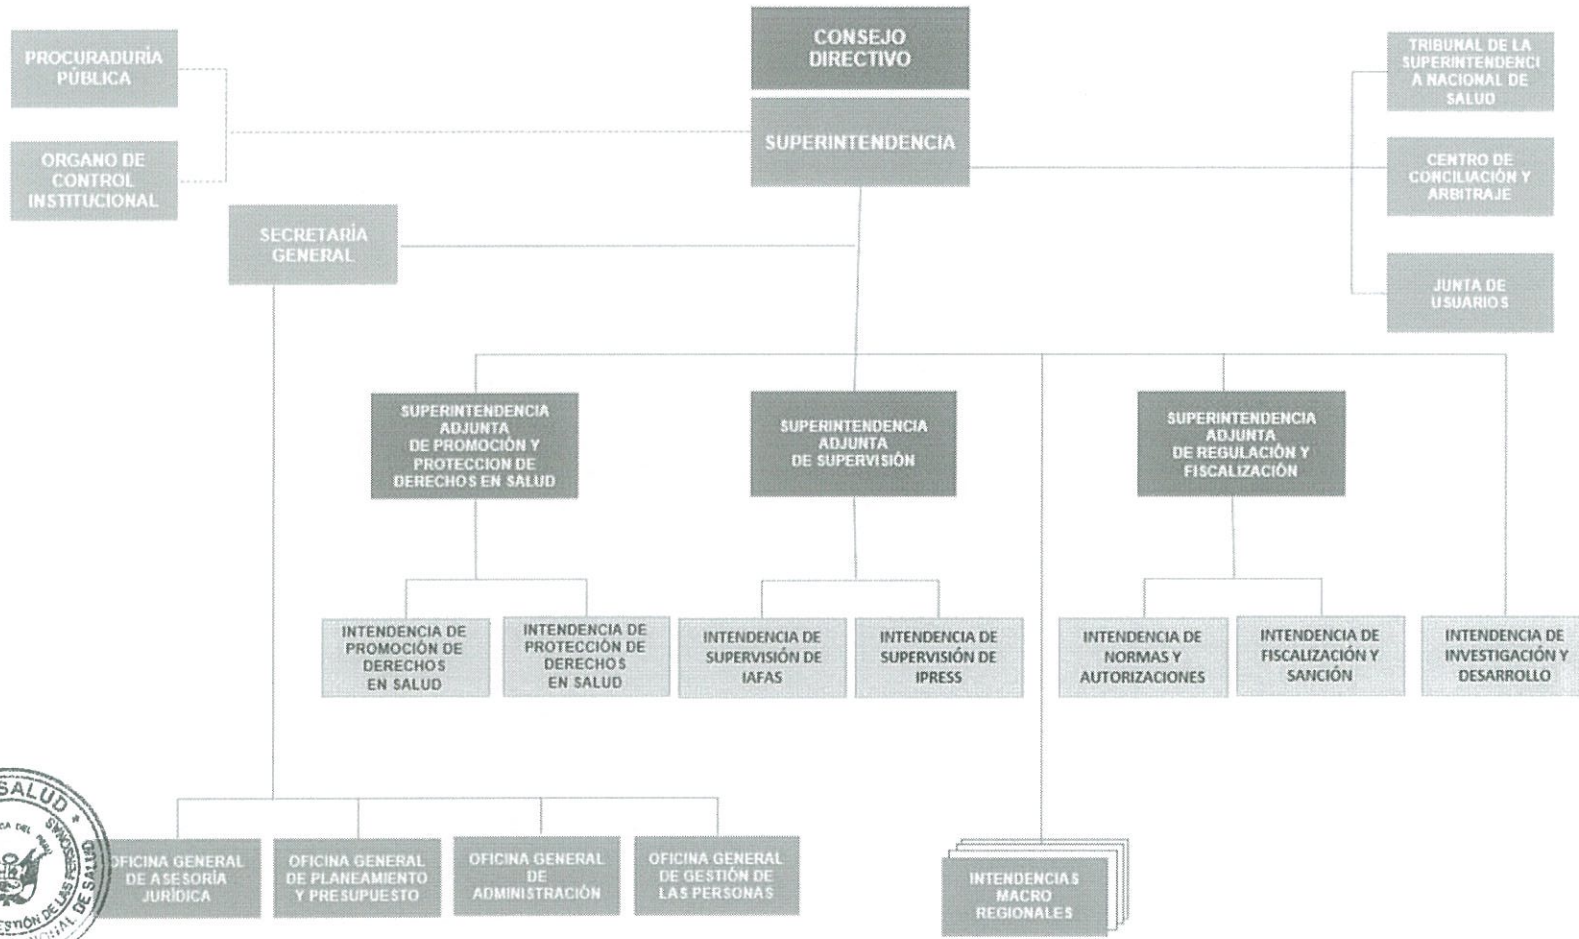 CONSEJO
DIRECTIVO
PROCURADURÍA
PÚBLICA
TRIBUNAL DE LA
SUPERINTENDENCI
A NACIONAL DE
SALUD
SUPERINTENDENCIA
ORGANO DE
CONTROL
INSTITUCIONAL
CENTRO DE
CONCILIACIÓN Y
ARBITRAJE
SECRETARÍA
GENERAL
JUNTA DE
USUARIOS
SUPERINTENDENCIA
ADJUNTA
DE PROMOCIÓN Y
PROTECCION DE
DERECHOS EN SALUD
SUPERINTENDENCIA
ADJUNTA
DE SUPERVISIÓN
SUPERINTENDENCIA
ADJUNTA
DE REGULACIÓN Y
FISCALIZACIÓN
INTENDENCIA DE
PROMOCIÓN DE
DERECHOS
EN SALUD
INTENDENCIA DE
PROTECCIÓN DE
DERECHOS
EN SALUD
INTENDENCIA DE
SUPERVISIÓN DE
IAFAS
INTENDENCIA DE
SUPERVISIÓN DE
IPRESS
INTENDENCIA DE
NORMAS Y
AUTORIZACIONES
INTENDENCIA DE
FISCALIZACIÓN Y
SANCIÓN
INTENDENCIA DE
INVESTIGACIÓN Y
DESARROLLO
OFICINA GENERAL
DE ASESORÍA
JURÍDICA
OFICINA GENERAL
DE PLANEAMIENTO
Y PRESUPUESTO
OFICINA GENERAL
DE
ADMINISTRACIÓN
OFICINA GENERAL
DE GESTIÓN DE
LAS PERSONAS
INTENDENCIAS
MACRO
REGIONALES
SALUD
DE SALUD
DE LAS PERSONAS